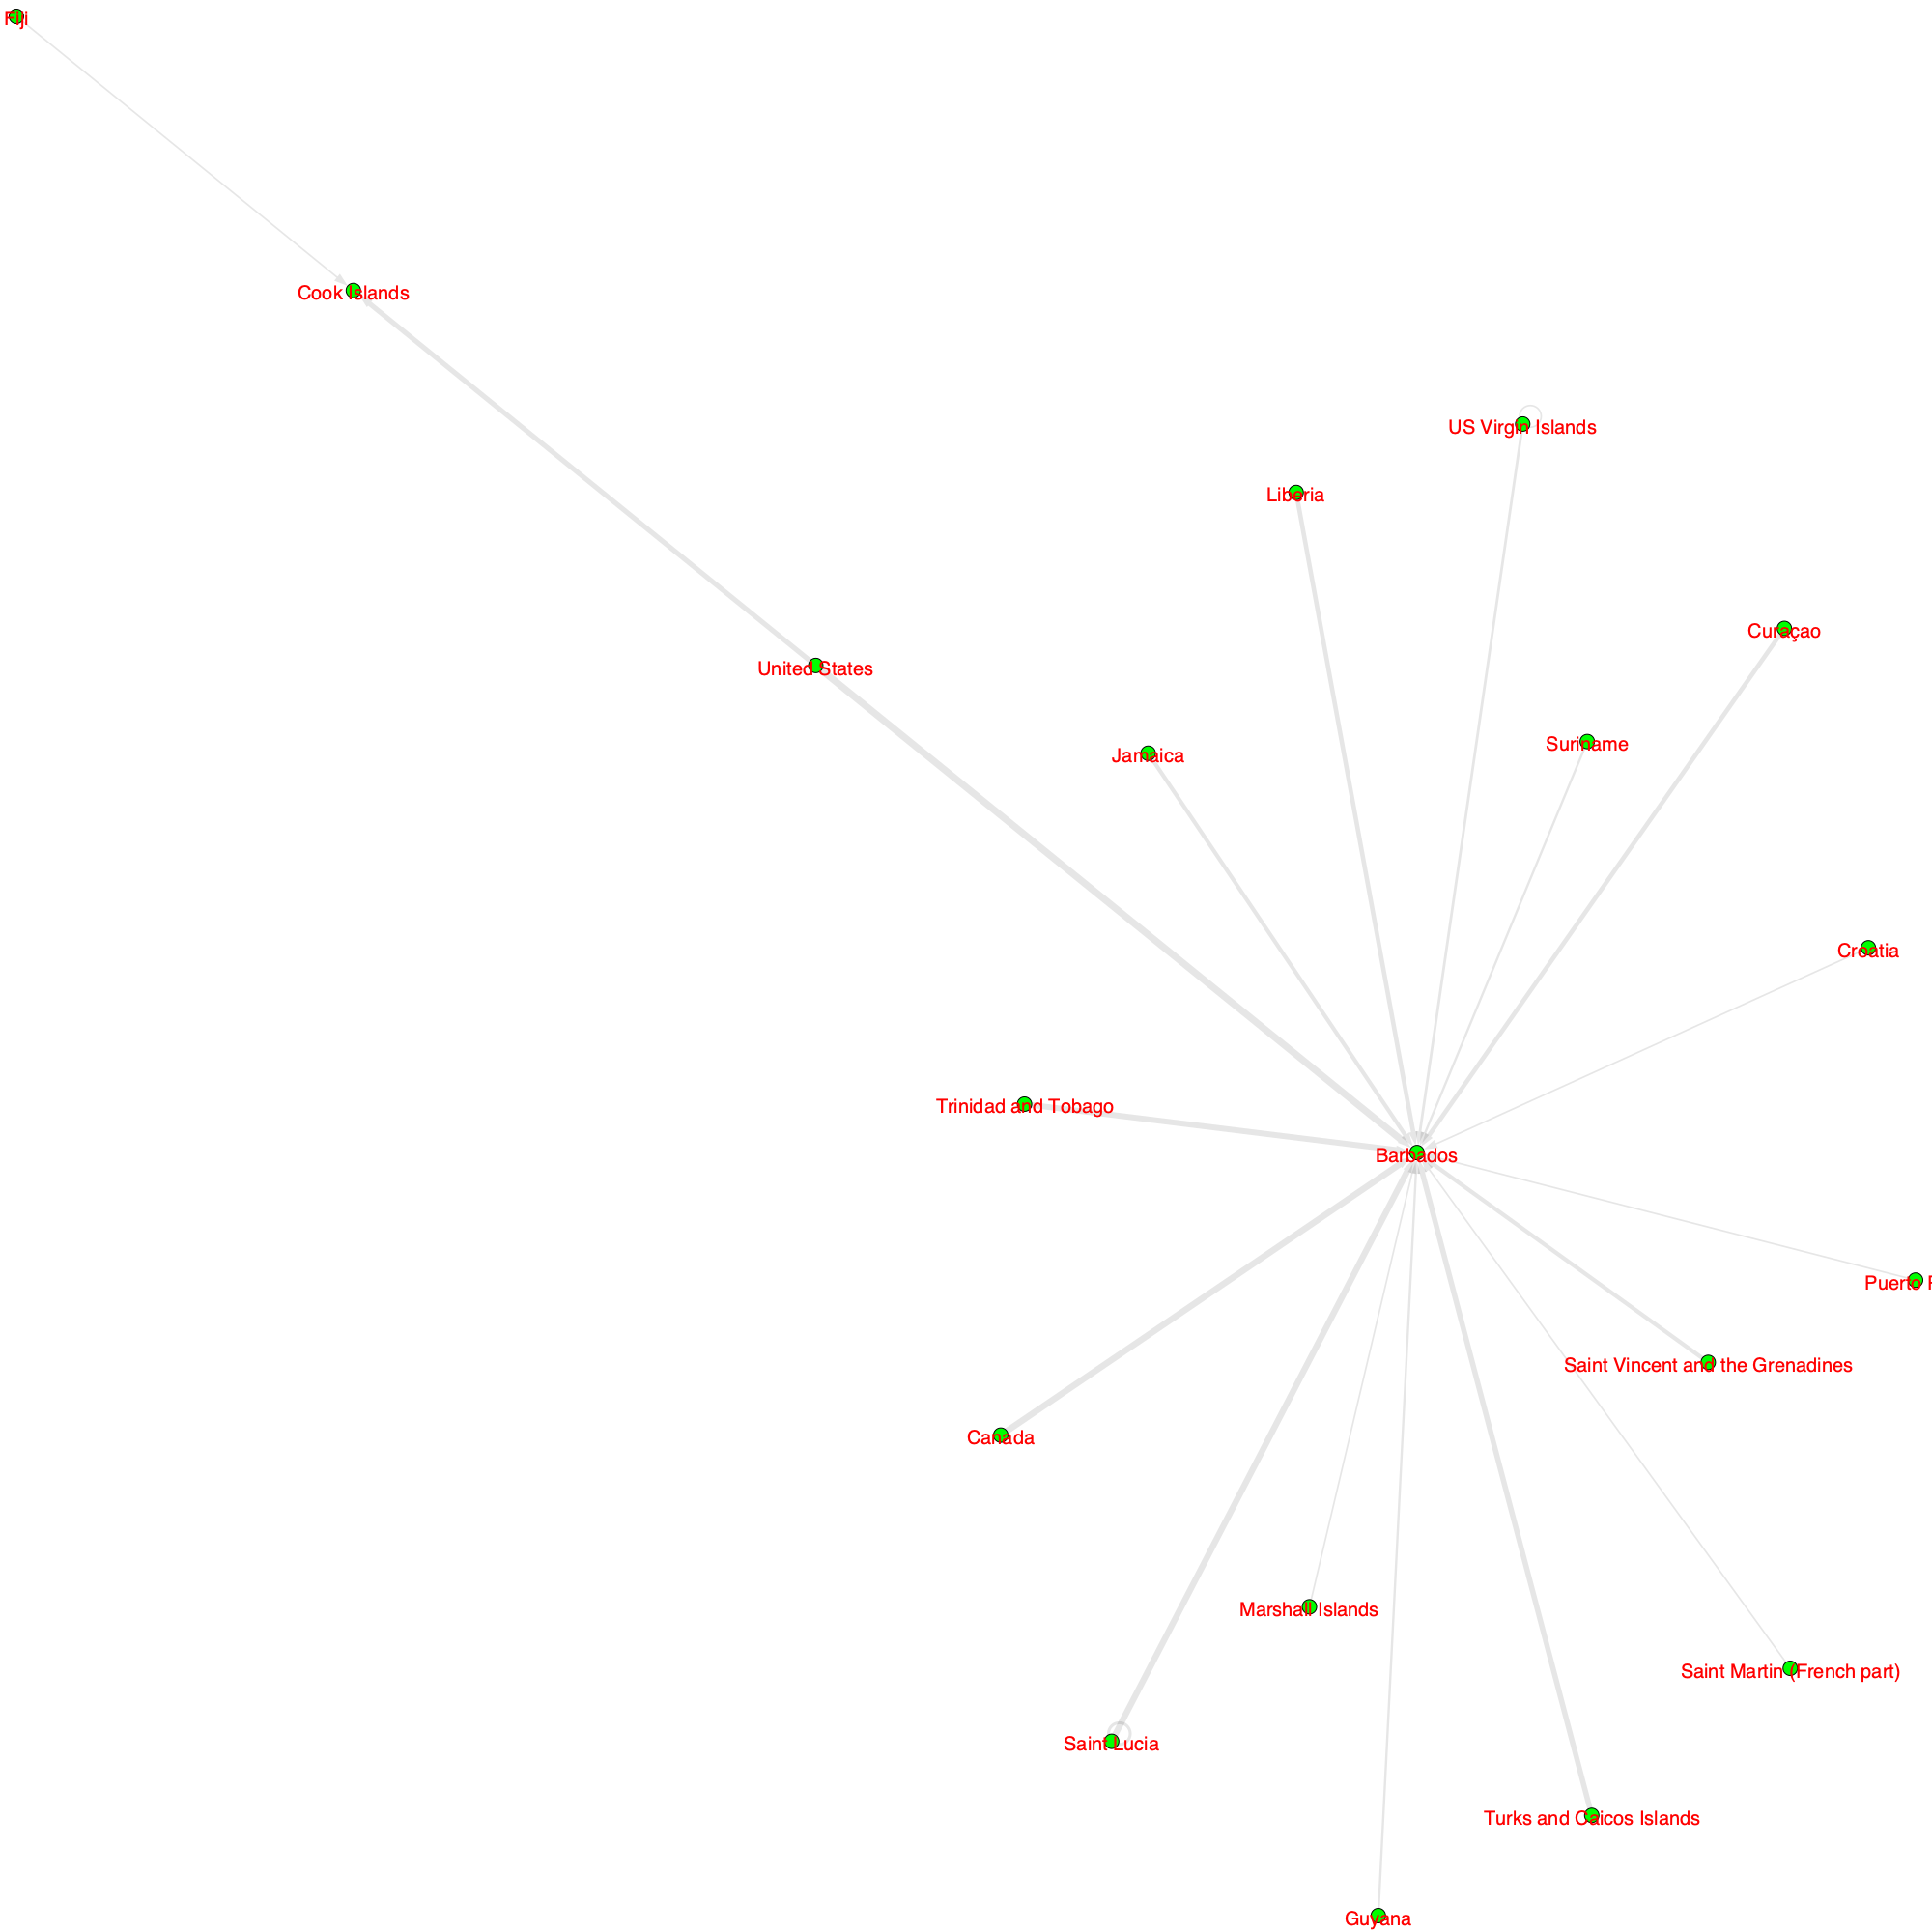 Fiji
Cook Islands
US Virgin Islands
Liberia
Curaçao
United States
Suriname
Jamaica
Croatia
Trinidad and Tobago
Barbados
Puerto
Saint Vincent and the Grenadines
Canada
Marshall Islands
Saint Martin (French part)
Saint Lucia
Turks and Caicos Islands
Guyana